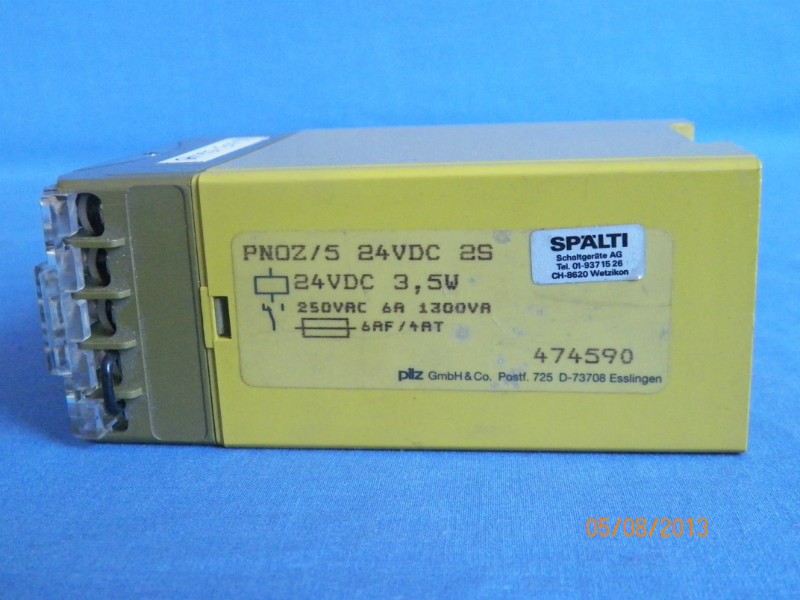 PNOZ/5 24VDC 2S
24VDC 3,5W
250VAC 6A 1300VA
6AF/4AT
474590
pilz GmbH & Co. Postf. 725 D-73708 Esslingen
SPÄLTI
Schaltgeräte AG
Tel. 01-937 15 26
CH-8620 Wetzikon
05/08/2013